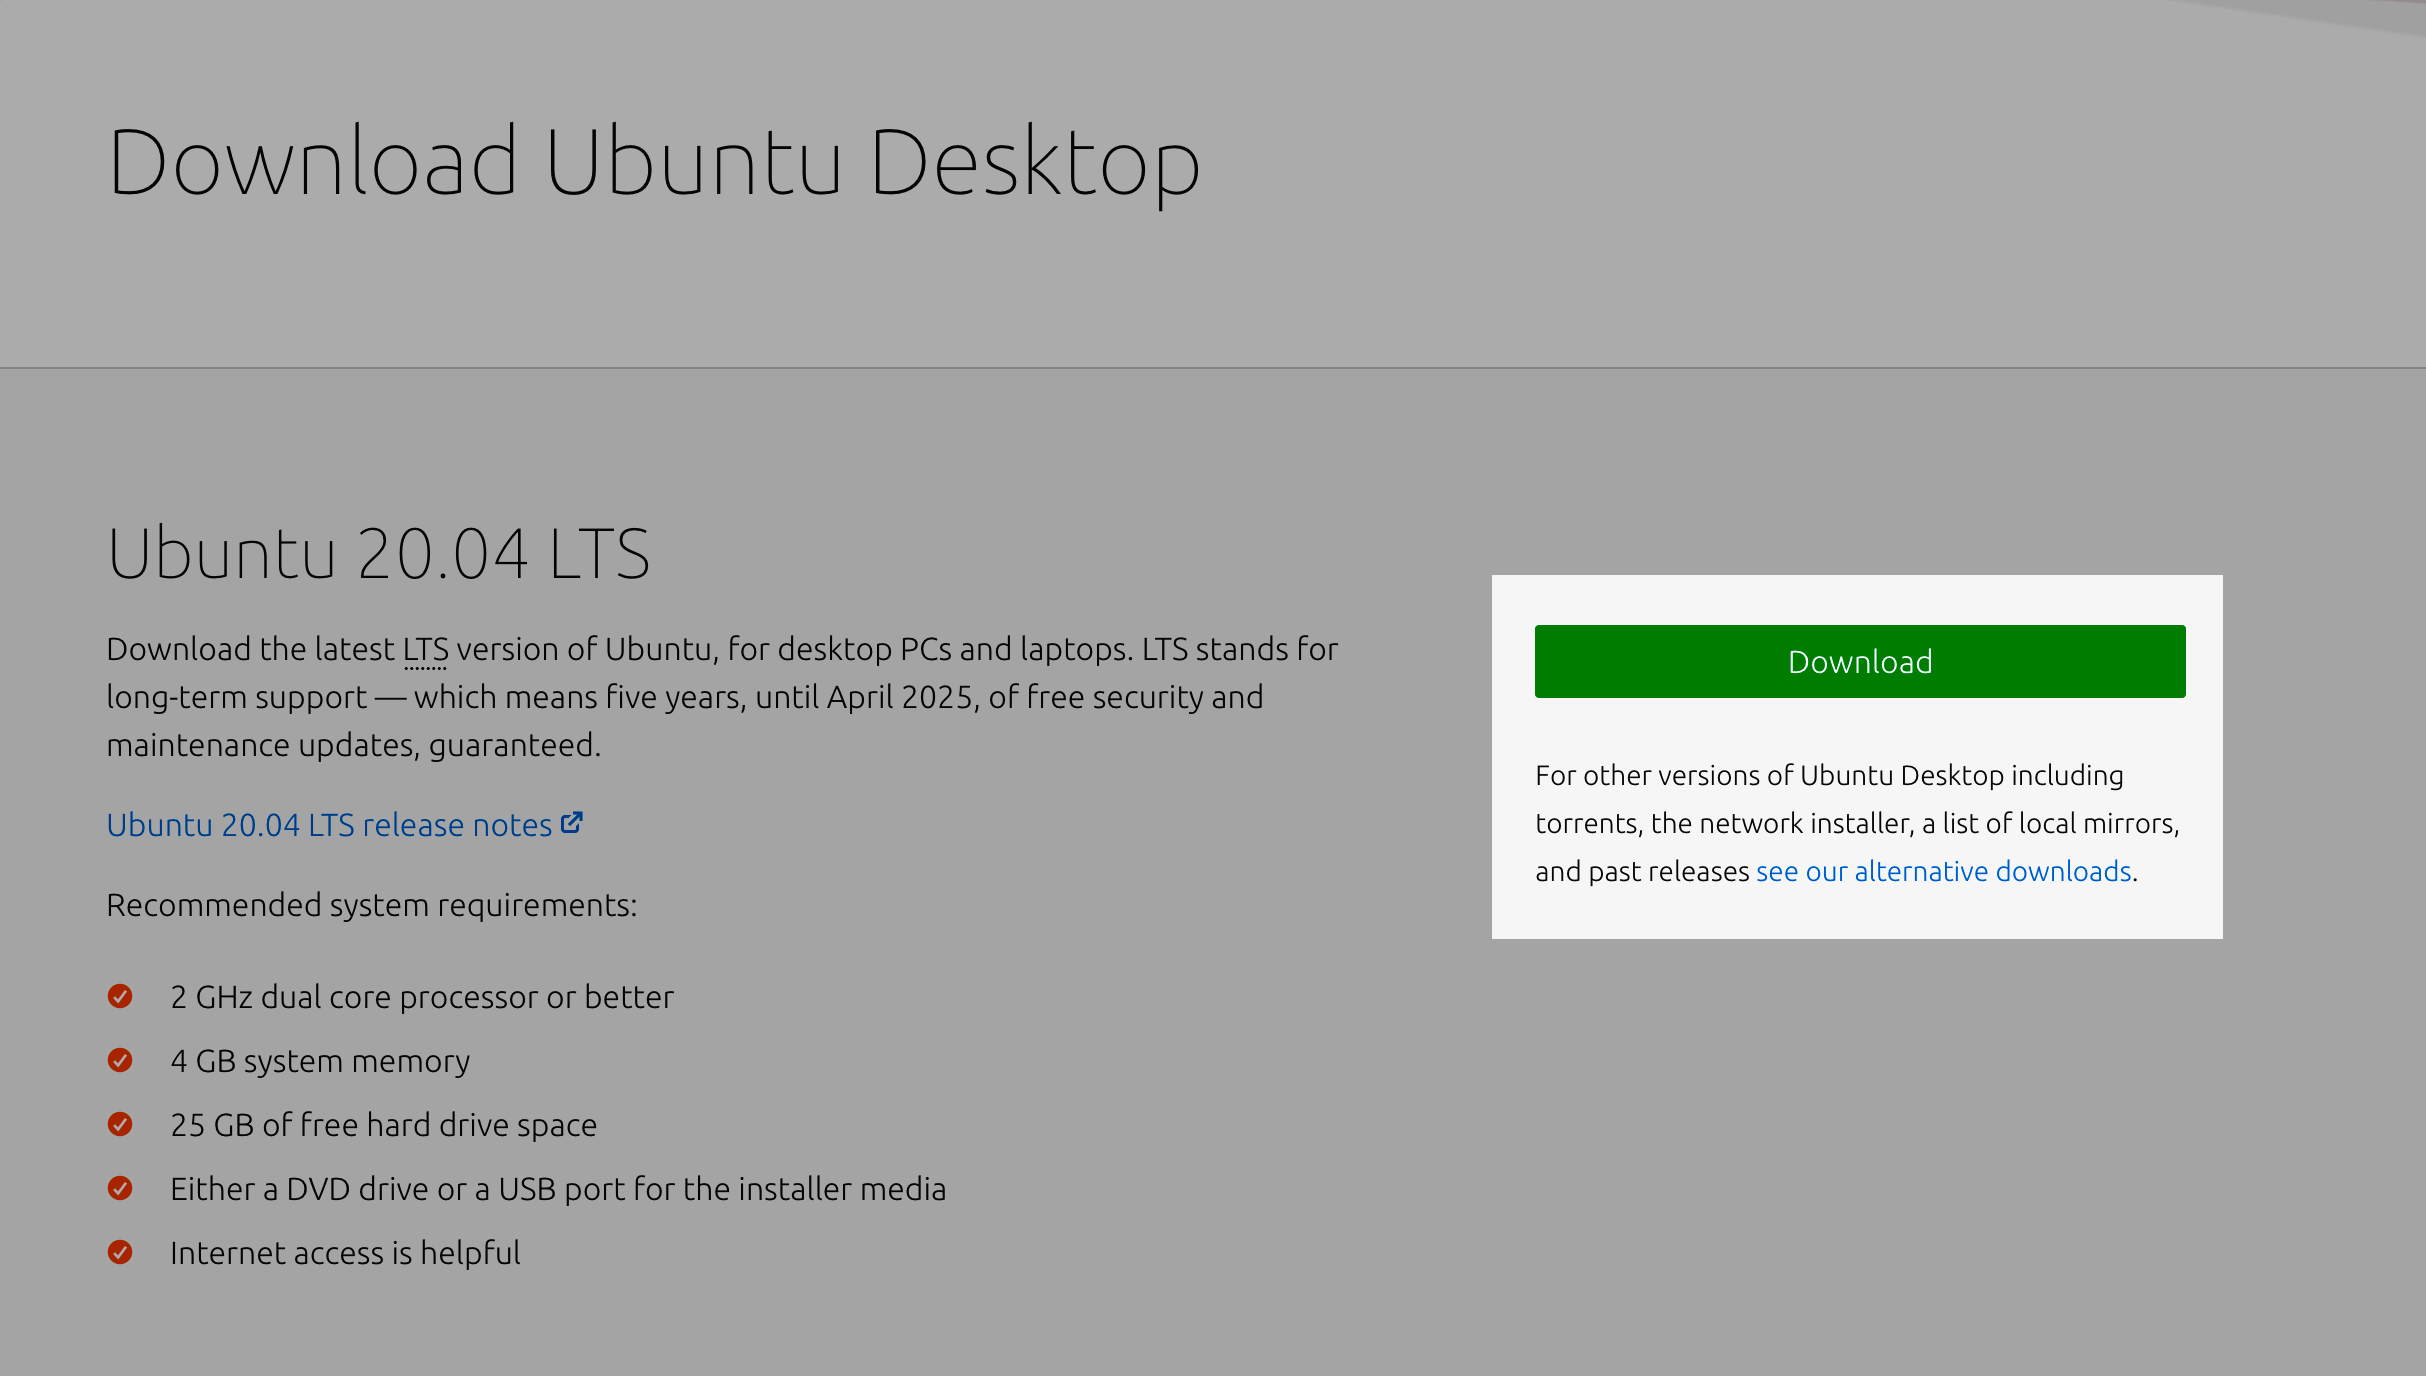 Download Ubuntu Desktop
Ubuntu 20.04 LTS
Download the latest LTS version of Ubuntu, for desktop PCs and laptops. LTS stands for
long-term support — which means five years, until April 2025, of free security and
maintenance updates, guaranteed.
Ubuntu 20.04 LTS release notes
Recommended system requirements:
2 GHz dual core processor or better
4 GB system memory
25 GB of free hard drive space
Either a DVD drive or a USB port for the installer media
Internet access is helpful
Download
For other versions of Ubuntu Desktop including
torrents, the network installer, a list of local mirrors,
and past releases see our alternative downloads.